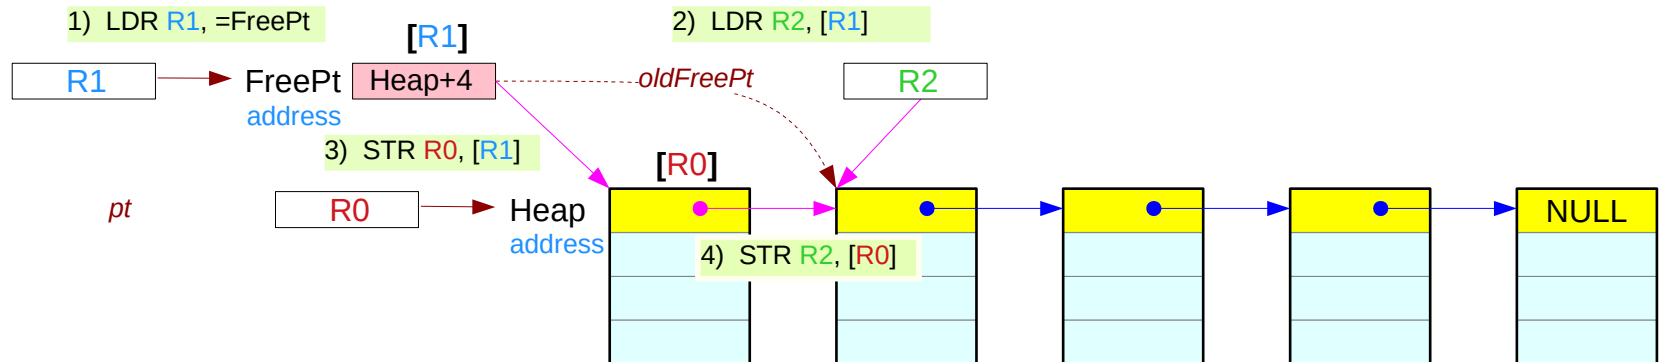 1) LDR R1, =FreePt
2) LDR R2, [R1]
[R1]
R1
FreePt
Heap+4
oldFreePt
R2
address
3) STR R0, [R1]
[R0]
pt
R0
Heap
NULL
address
4) STR R2, [R0]